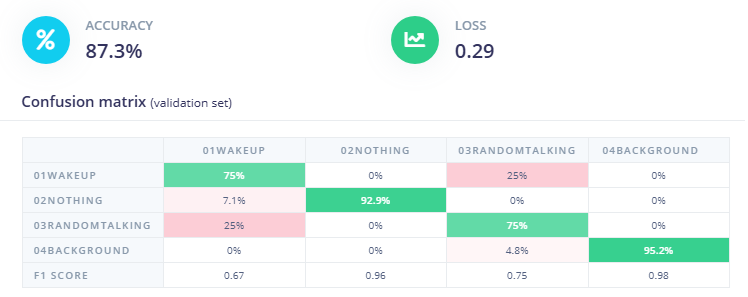 ACCURACY
87.3%
LOSS
0.29
Confusion matrix (validation set)
01WAKEUP 02NOTHING 03RANDOMTALKING 04BACKGROUND
01WAKEUP 75% 0% 25% 0%
02NOTHING 7.1% 92.9% 0% 0%
03RANDOMTALKING 25% 0% 75% 0%
04BACKGROUND 0% 0% 4.8% 95.2%
F1 SCORE 0.67 0.96 0.75 0.98